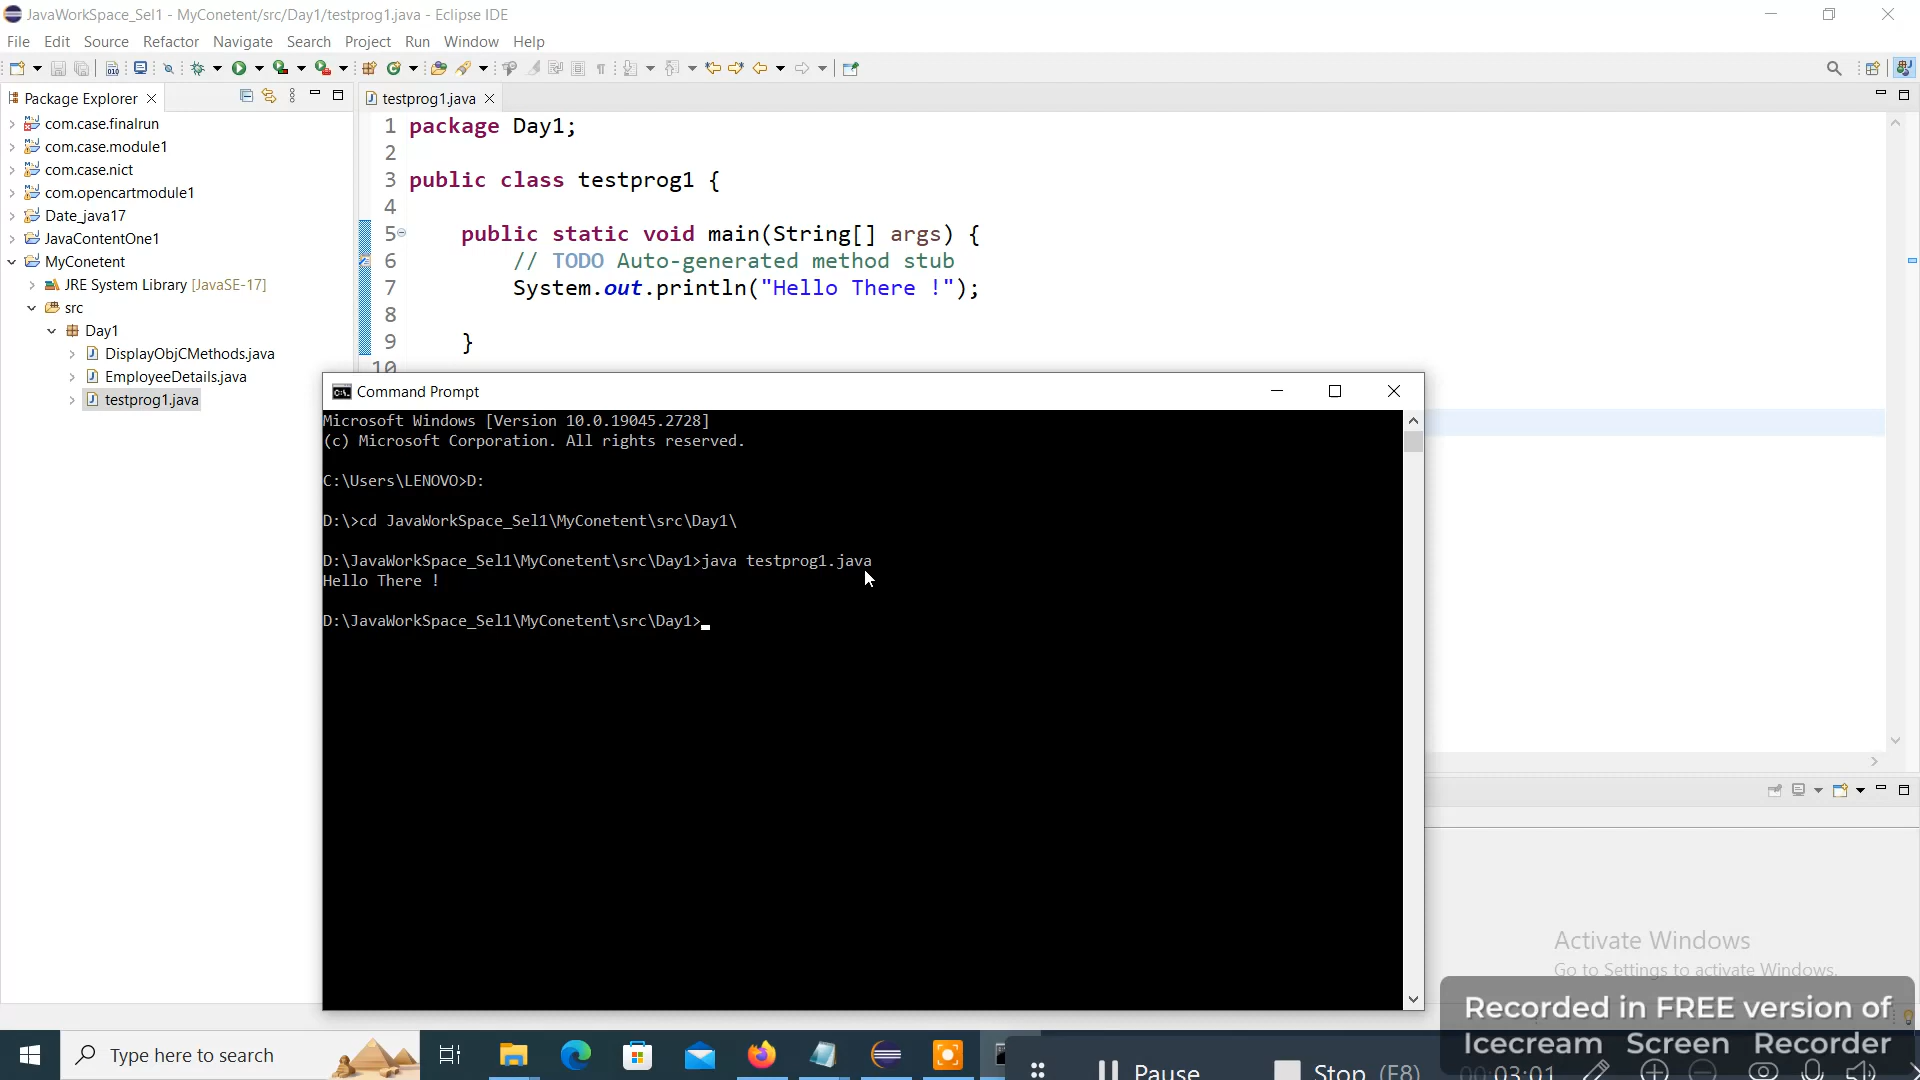 JavaWorkSpace_Sel1 - MyConetent/src/Day1/testprog1.java - Eclipse IDE
File Edit Source Refactor Navigate Search Project Run Window Help
Package Explorer
testprog1.java
com.case.finalrun
com.case.module1
com.case.nict
com.opencartmodule1
Date_java17
JavaContentOne1
MyConetent
JRE System Library [JavaSE-17]
src
Day1
DisplayObjCMethods.java
EmployeeDetails.java
testprog1.java
1 package Day1;
2
3 public class testprog1 {
4
5 public static void main(String[] args) {
6 // TODO Auto-generated method stub
7 System.out.println("Hello There !");
8
9 }
10
Command Prompt
Microsoft Windows [Version 10.0.19045.2728]
(c) Microsoft Corporation. All rights reserved.
C:\Users\LENOVO>D:
D:\>cd JavaWorkSpace_Sel1\MyConetent\src\Day1\
D:\JavaWorkSpace_Sel1\MyConetent\src\Day1>java testprog1.java
Hello There !
D:\JavaWorkSpace_Sel1\MyConetent\src\Day1>
Activate Windows
Go to Settings to activate Windows.
Recorded in FREE version of
Icecream Screen Recorder
Type here to search
Pause
Stop (F8)
00:03:01